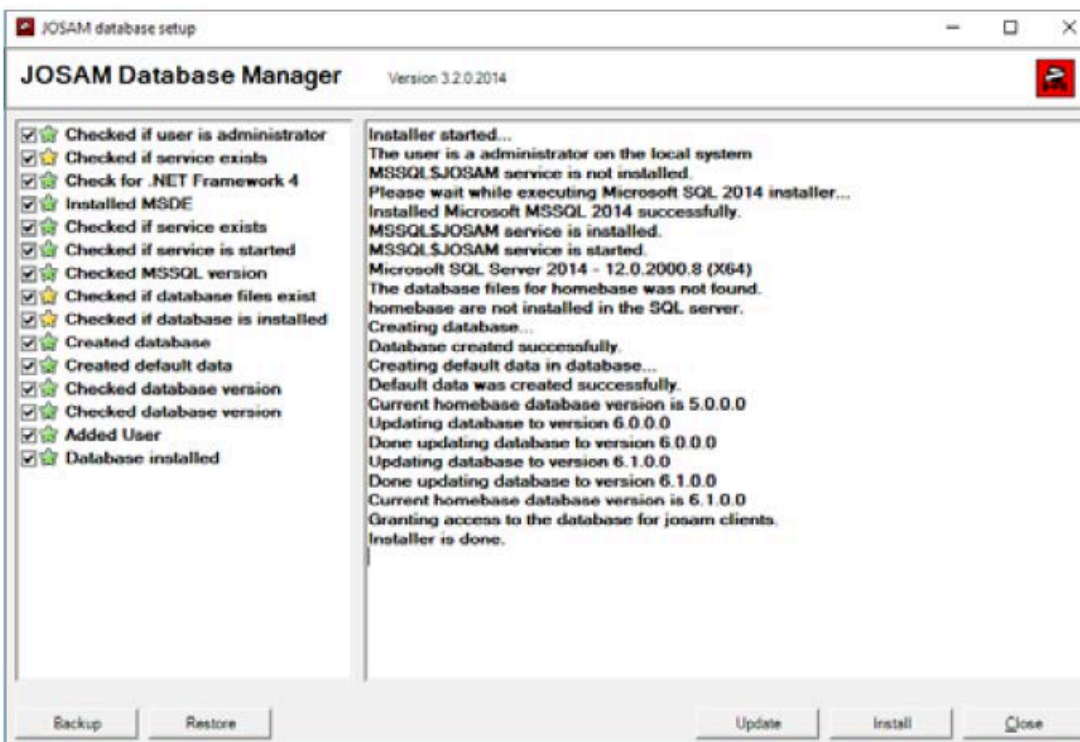 JOSAM database setup
JOSAM Database Manager Version 3.2.0.2014
Checked if user is administrator
Checked if service exists
Check for .NET Framework 4
Installed MSDE
Checked if service exists
Checked if service is started
Checked MSSQL version
Checked if database files exist
Checked if database is installed
Created database
Created default data
Checked database version
Checked database version
Added User
Database installed
Installer started...
The user is a administrator on the local system
MSSQL$JOSAM service is not installed.
Please wait while executing Microsoft SQL 2014 installer...
Installed Microsoft MSSQL 2014 successfully.
MSSQL$JOSAM service is installed.
MSSQL$JOSAM service is started.
Microsoft SQL Server 2014 - 12.0.2000.8 (X64)
The database files for homebase was not found.
homebase are not installed in the SQL server.
Creating database...
Database created successfully.
Creating default data in database...
Default data was created successfully.
Current homebase database version is 5.0.0.0
Updating database to version 6.0.0.0
Done updating database to version 6.0.0.0
Updating database to version 6.1.0.0
Done updating database to version 6.1.0.0
Current homebase database version is 6.1.0.0
Granting access to the database for josam clients.
Installer is done.
Backup Restore Update Install Close